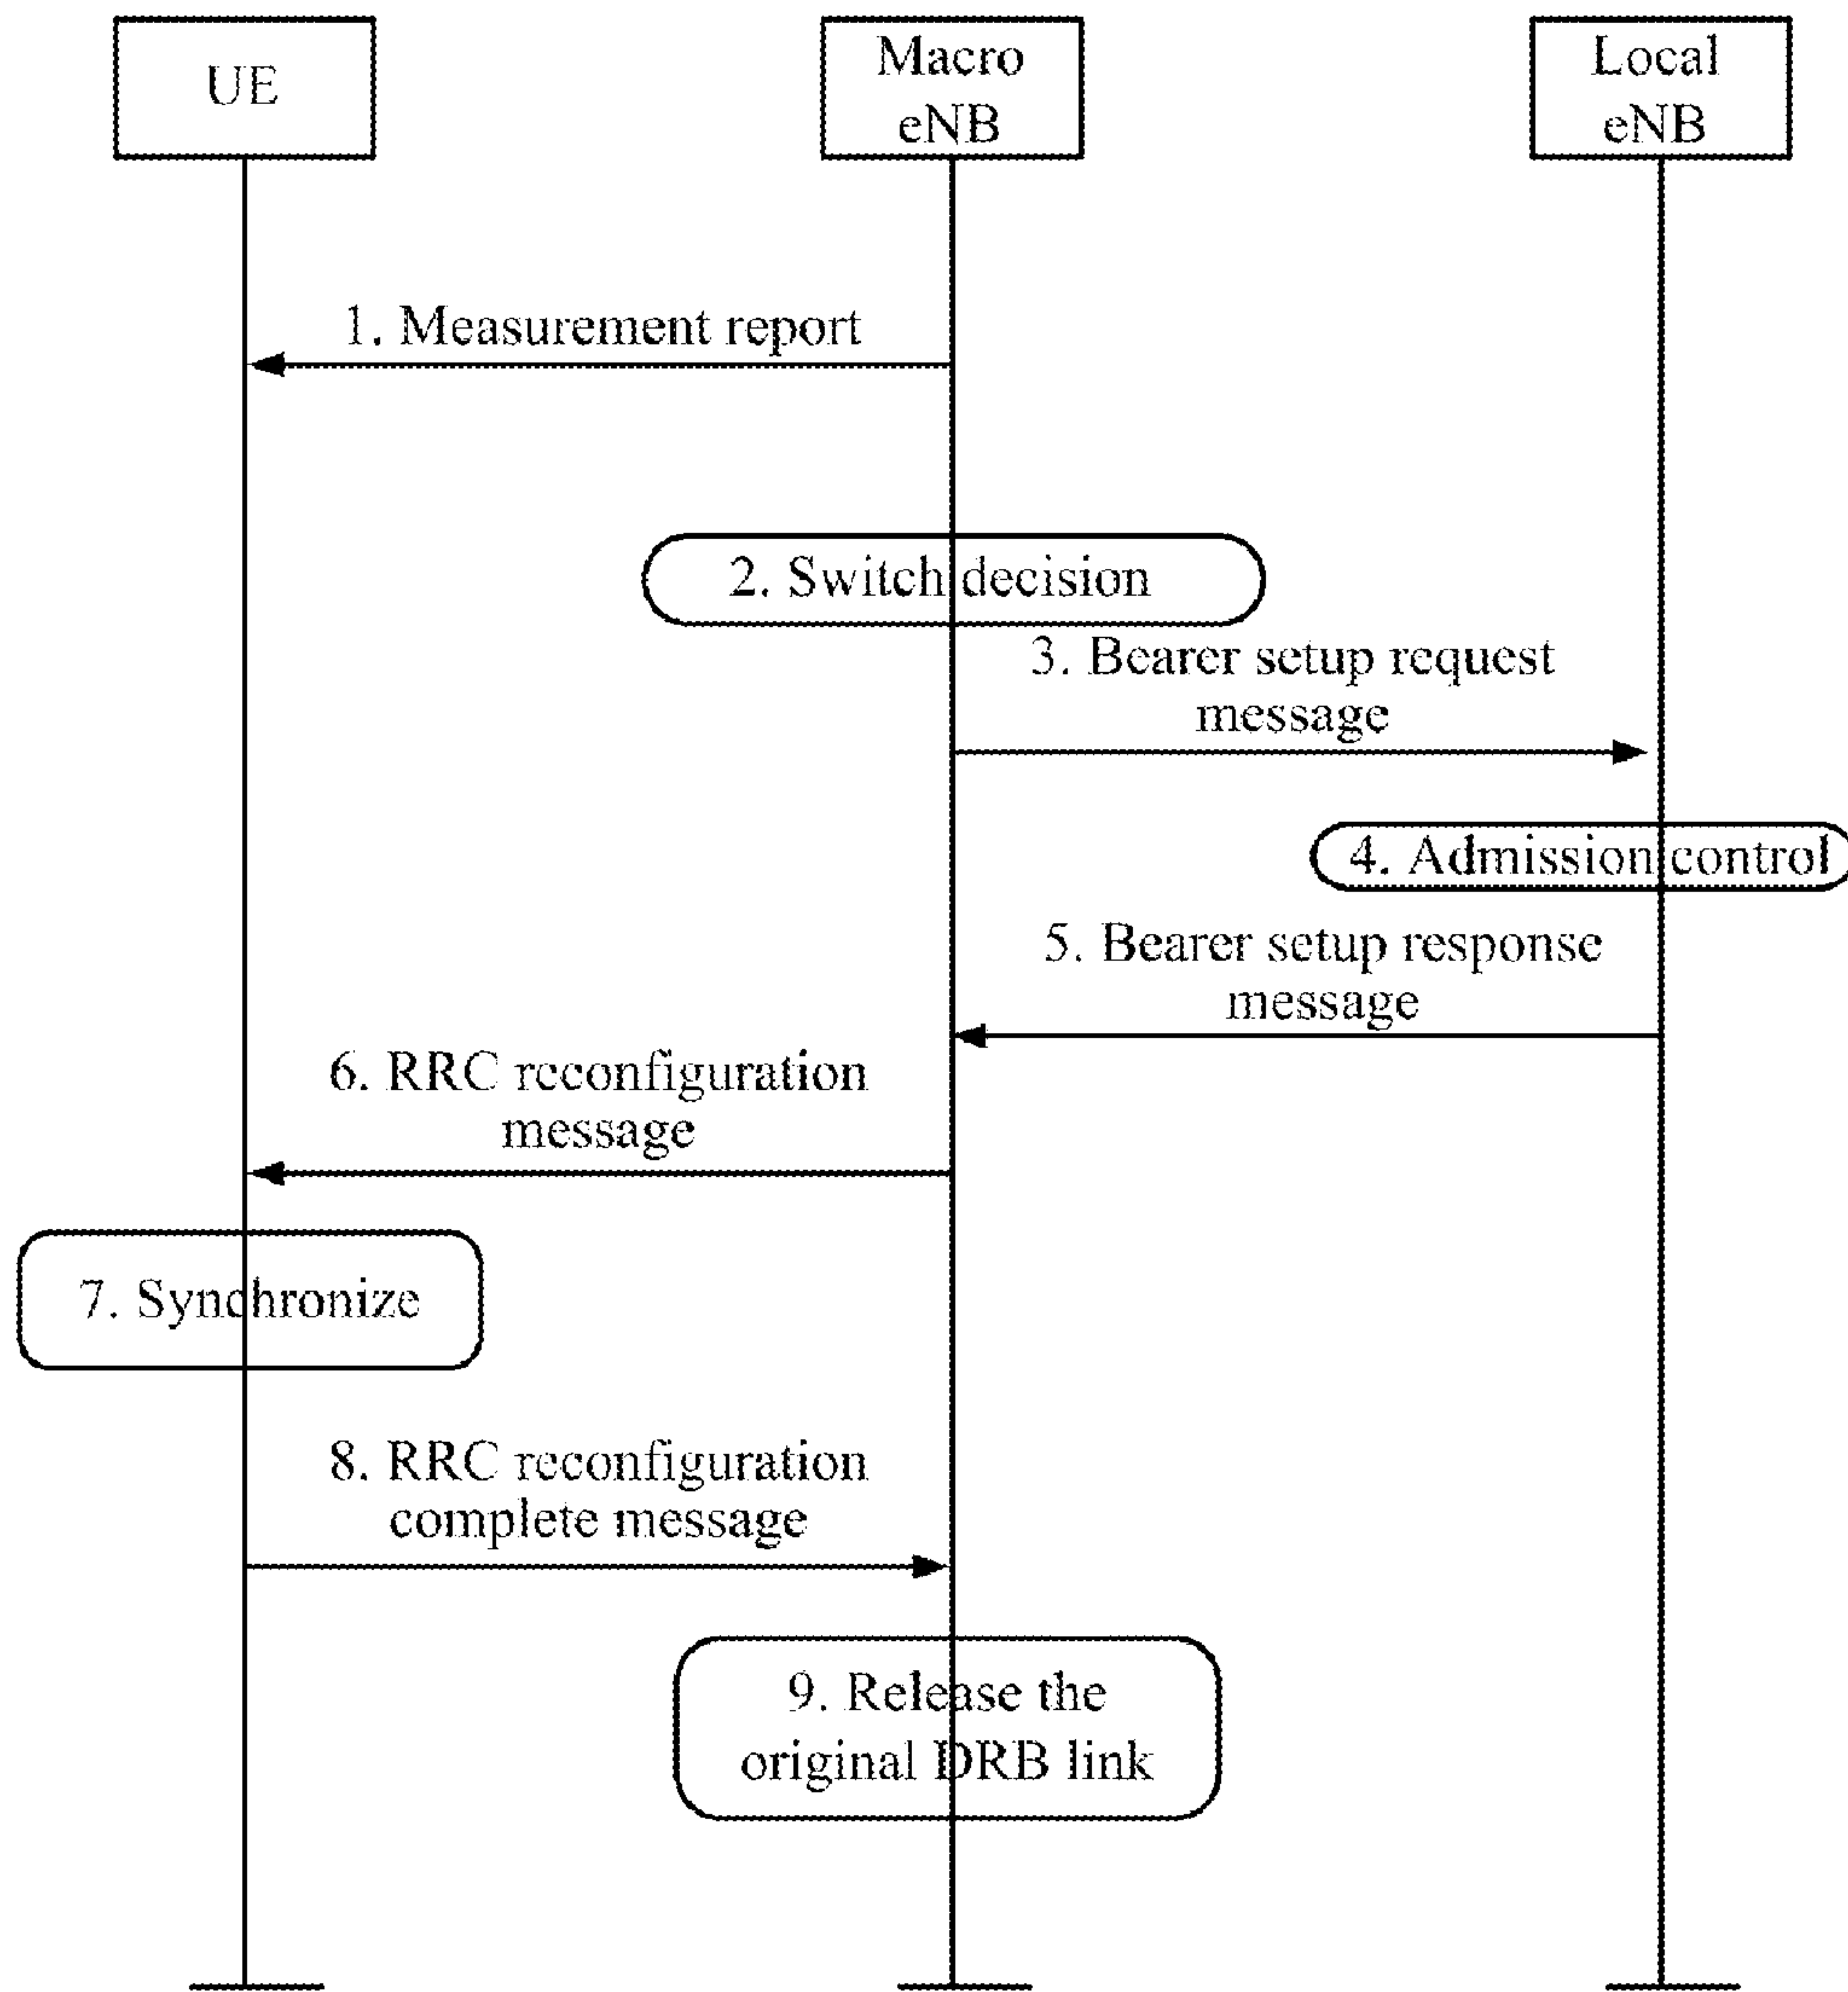 UE
Macro
eNB
Local
eNB
1. Measurement report
2. Switch decision
3. Bearer setup request
message
4. Admission control
5. Bearer setup response
message
6. RRC reconfiguration
message
7. Synchronize
8. RRC reconfiguration
complete message
9. Release the
original DRB link